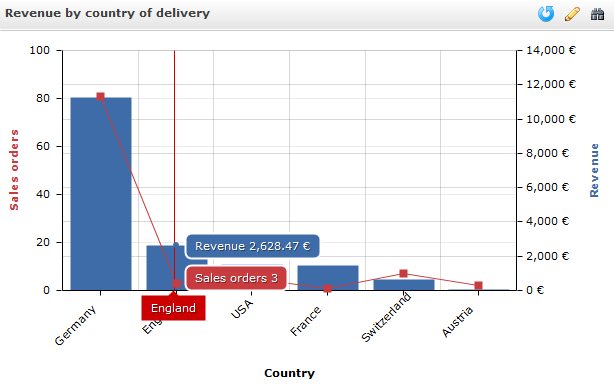 Revenue by country of delivery
100
80
60
40
20
0
Sales orders
14,000 €
12,000 €
10,000 €
8,000 €
6,000 €
4,000 €
2,000 €
0 €
Revenue
Revenue 2,628.47 €
Sales orders 3
England
Germany
USA
France
Switzerland
Austria
Country